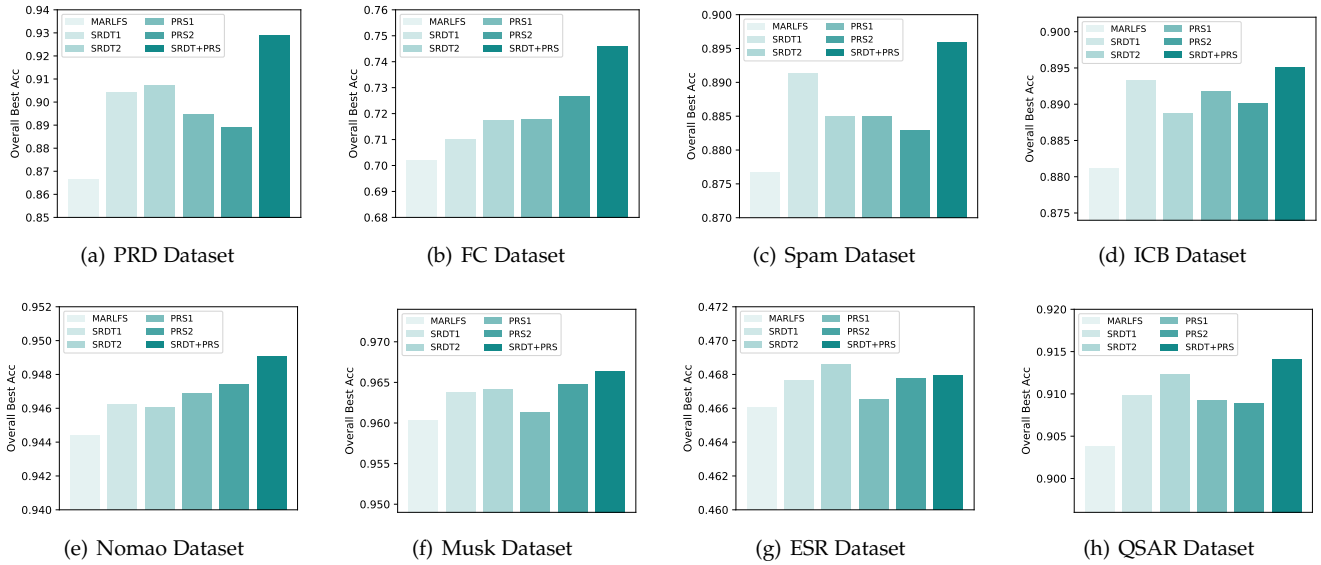 0.94
0.93
0.92
0.91
0.90
0.89
0.88
0.87
0.86
0.85
Overall Best Acc
MARLFS
SRDT1
SRDT2
PRS1
PRS2
SRDT+PRS
(a) PRD Dataset
0.76
0.75
0.74
0.73
0.72
0.71
0.70
0.69
0.68
Overall Best Acc
MARLFS
SRDT1
SRDT2
PRS1
PRS2
SRDT+PRS
(b) FC Dataset
0.900
0.895
0.890
0.885
0.880
0.875
0.870
Overall Best Acc
MARLFS
SRDT1
SRDT2
PRS1
PRS2
SRDT+PRS
(c) Spam Dataset
0.900
0.895
0.890
0.885
0.880
0.875
Overall Best Acc
MARLFS
SRDT1
SRDT2
PRS1
PRS2
SRDT+PRS
(d) ICB Dataset
0.952
0.950
0.948
0.946
0.944
0.942
0.940
Overall Best Acc
MARLFS
SRDT1
SRDT2
PRS1
PRS2
SRDT+PRS
(e) Nomao Dataset
0.970
0.965
0.960
0.955
0.950
Overall Best Acc
MARLFS
SRDT1
SRDT2
PRS1
PRS2
SRDT+PRS
(f) Musk Dataset
0.472
0.470
0.468
0.466
0.464
0.462
0.460
Overall Best Acc
MARLFS
SRDT1
SRDT2
PRS1
PRS2
SRDT+PRS
(g) ESR Dataset
0.920
0.915
0.910
0.905
0.900
Overall Best Acc
MARLFS
SRDT1
SRDT2
PRS1
PRS2
SRDT+PRS
(h) QSAR Dataset